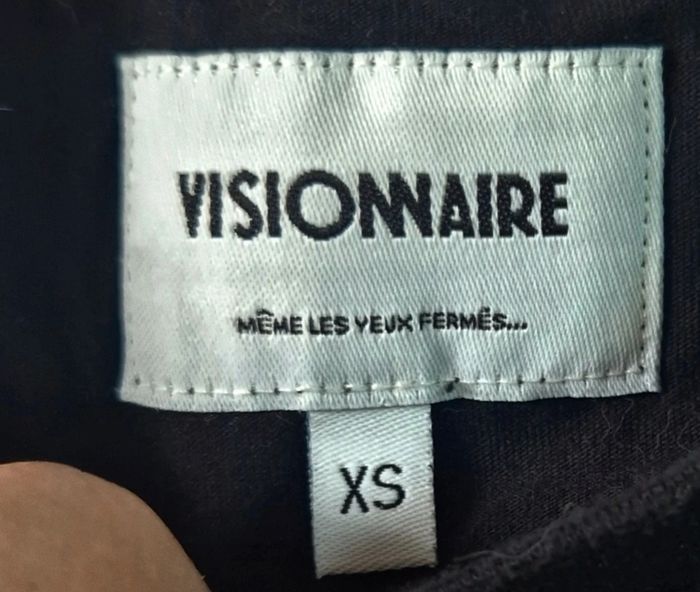 VISIONNAIRE
MÊME LES YEUX FERMÉS...
XS